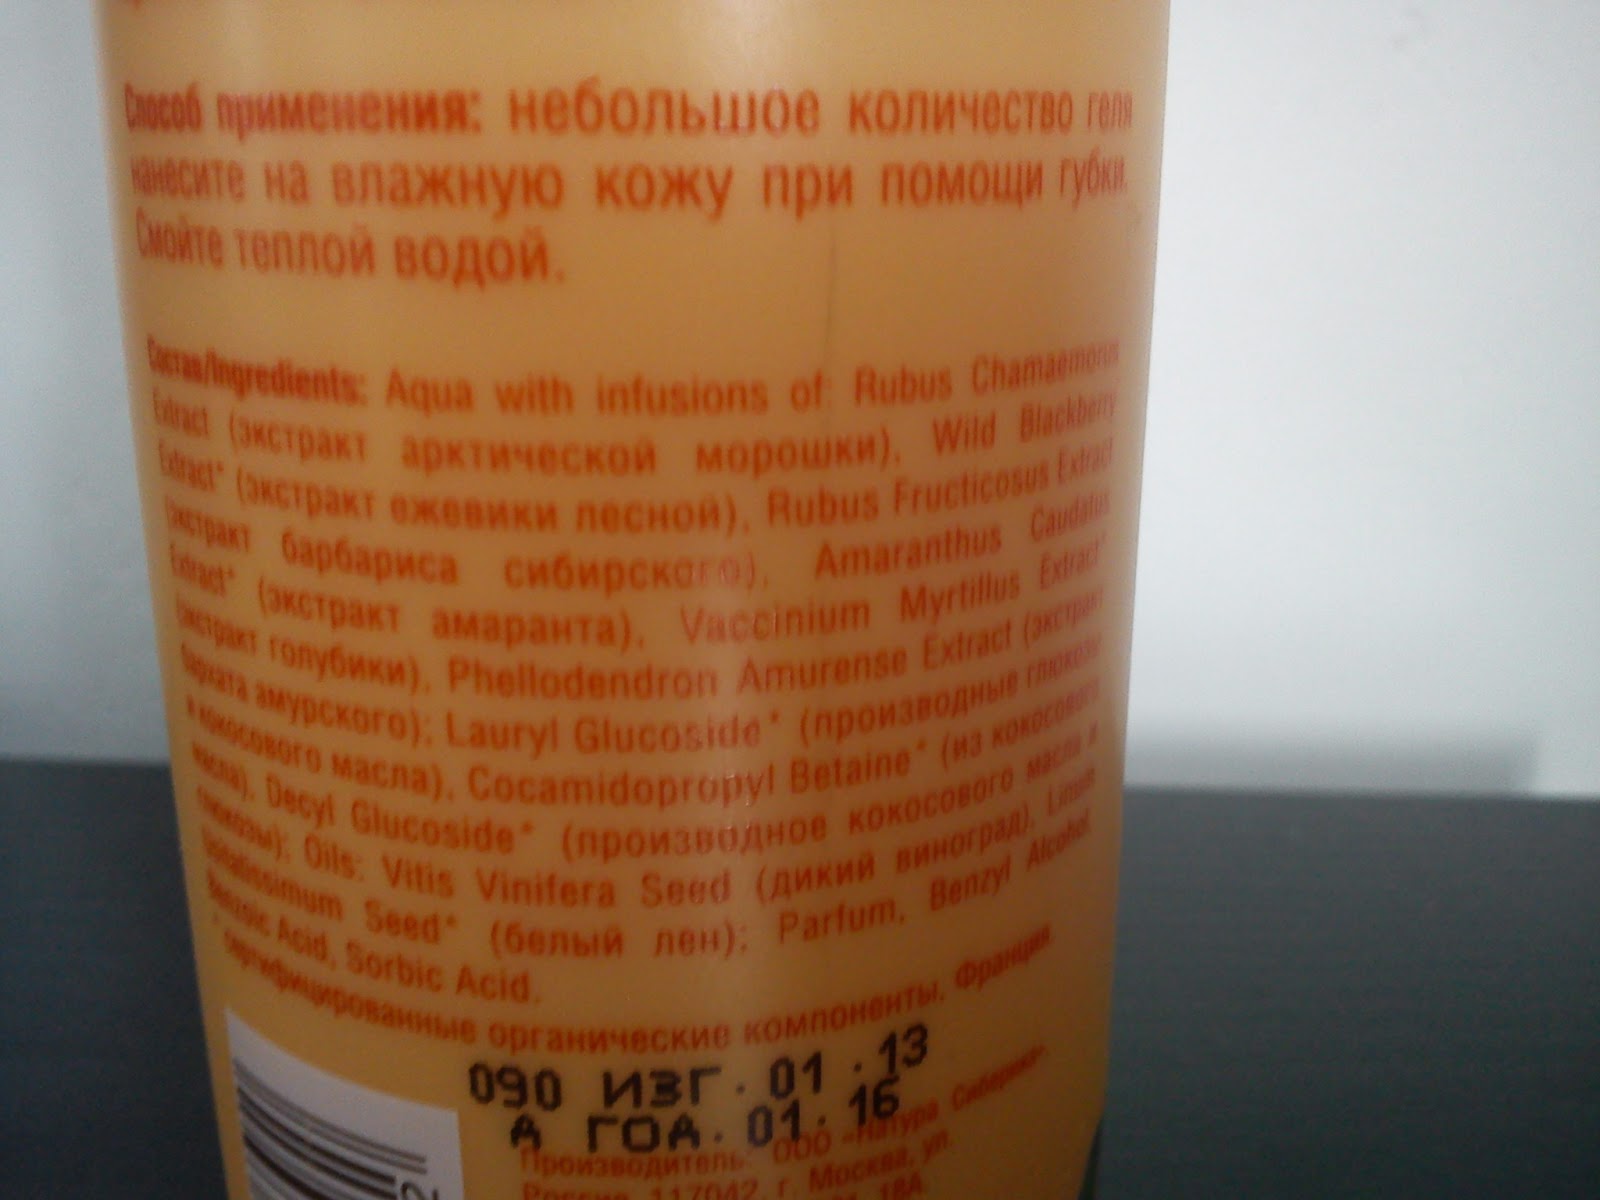 Способ применения: небольшое количество геля
нанесите на влажную кожу при помощи губки.
Смойте теплой водой.
Состав/Ingredients: Aqua with infusions of: Rubus Chamaemorus
Extract (экстракт арктической морошки), Wild Blackberry
Extract* (экстракт ежевики лесной), Rubus Fructicosus Extract
(экстракт барбариса сибирского), Amaranthus Caudatus
Extract* (экстракт амаранта), Vaccinium Myrtillus Extract*
(экстракт голубики), Phellodendron Amurense Extract (экстракт
бархата амурского); Lauryl Glucoside* (производные глюкозы
и кокосового масла), Cocamidopropyl Betaine* (из кокосового
масла), Decyl Glucoside* (производное кокосового масла и
глюкозы); Oils: Vitis Vinifera Seed (дикий виноград), Linum
Usitatissimum Seed* (белый лен); Parfum, Benzyl Alcohol,
Benzoic Acid, Sorbic Acid.
* сертифицированные органические компоненты, Франция
090 ИЗГ. 01 . 13
А ГОД. 01. 16
Производитель: ООО «Натура Сиберика»,
Россия, 117042, г. Москва, ул.
18А
2